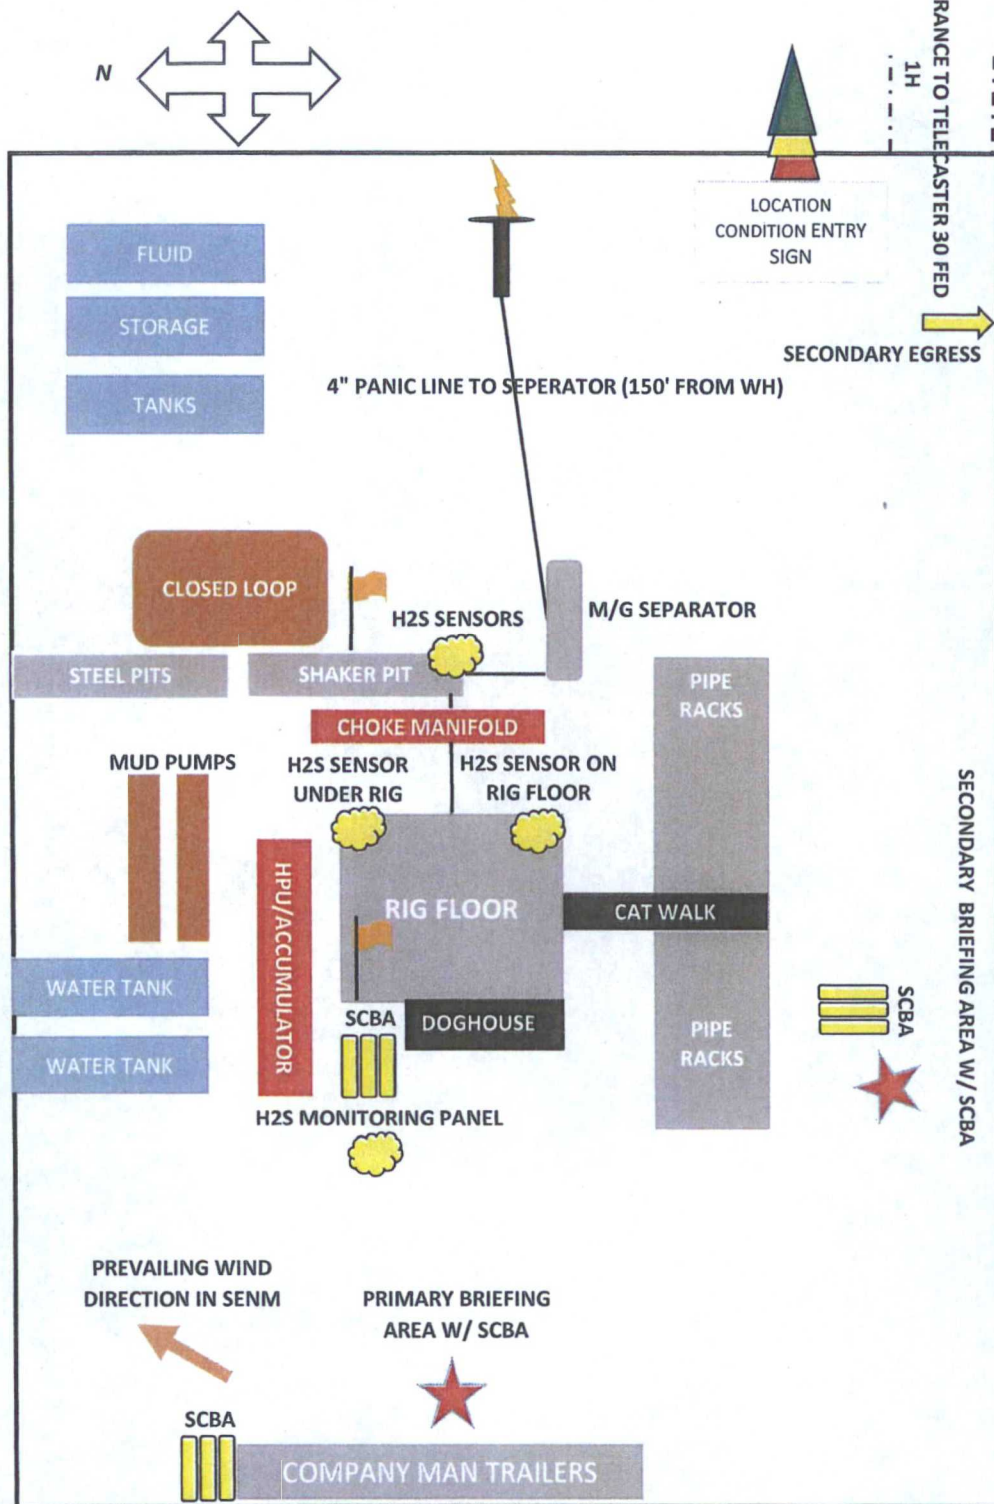 N
RANCE TO TELECASTER 30 FED
1H
LOCATION
CONDITION ENTRY
SIGN
FLUID
STORAGE
TANKS
SECONDARY EGRESS
4" PANIC LINE TO SEPERATOR (150' FROM WH)
CLOSED LOOP
H2S SENSORS
M/G SEPARATOR
STEEL PITS
SHAKER PIT
PIPE
RACKS
CHOKE MANIFOLD
MUD PUMPS
H2S SENSOR
UNDER RIG
H2S SENSOR ON
RIG FLOOR
HPU/ACCUMULATOR
RIG FLOOR
CAT WALK
SECONDARY BRIEFING AREA W/ SCBA
WATER TANK
WATER TANK
SCBA
DOGHOUSE
PIPE
RACKS
SCBA
H2S MONITORING PANEL
PREVAILING WIND
DIRECTION IN SENM
PRIMARY BRIEFING
AREA W/ SCBA
SCBA
COMPANY MAN TRAILERS